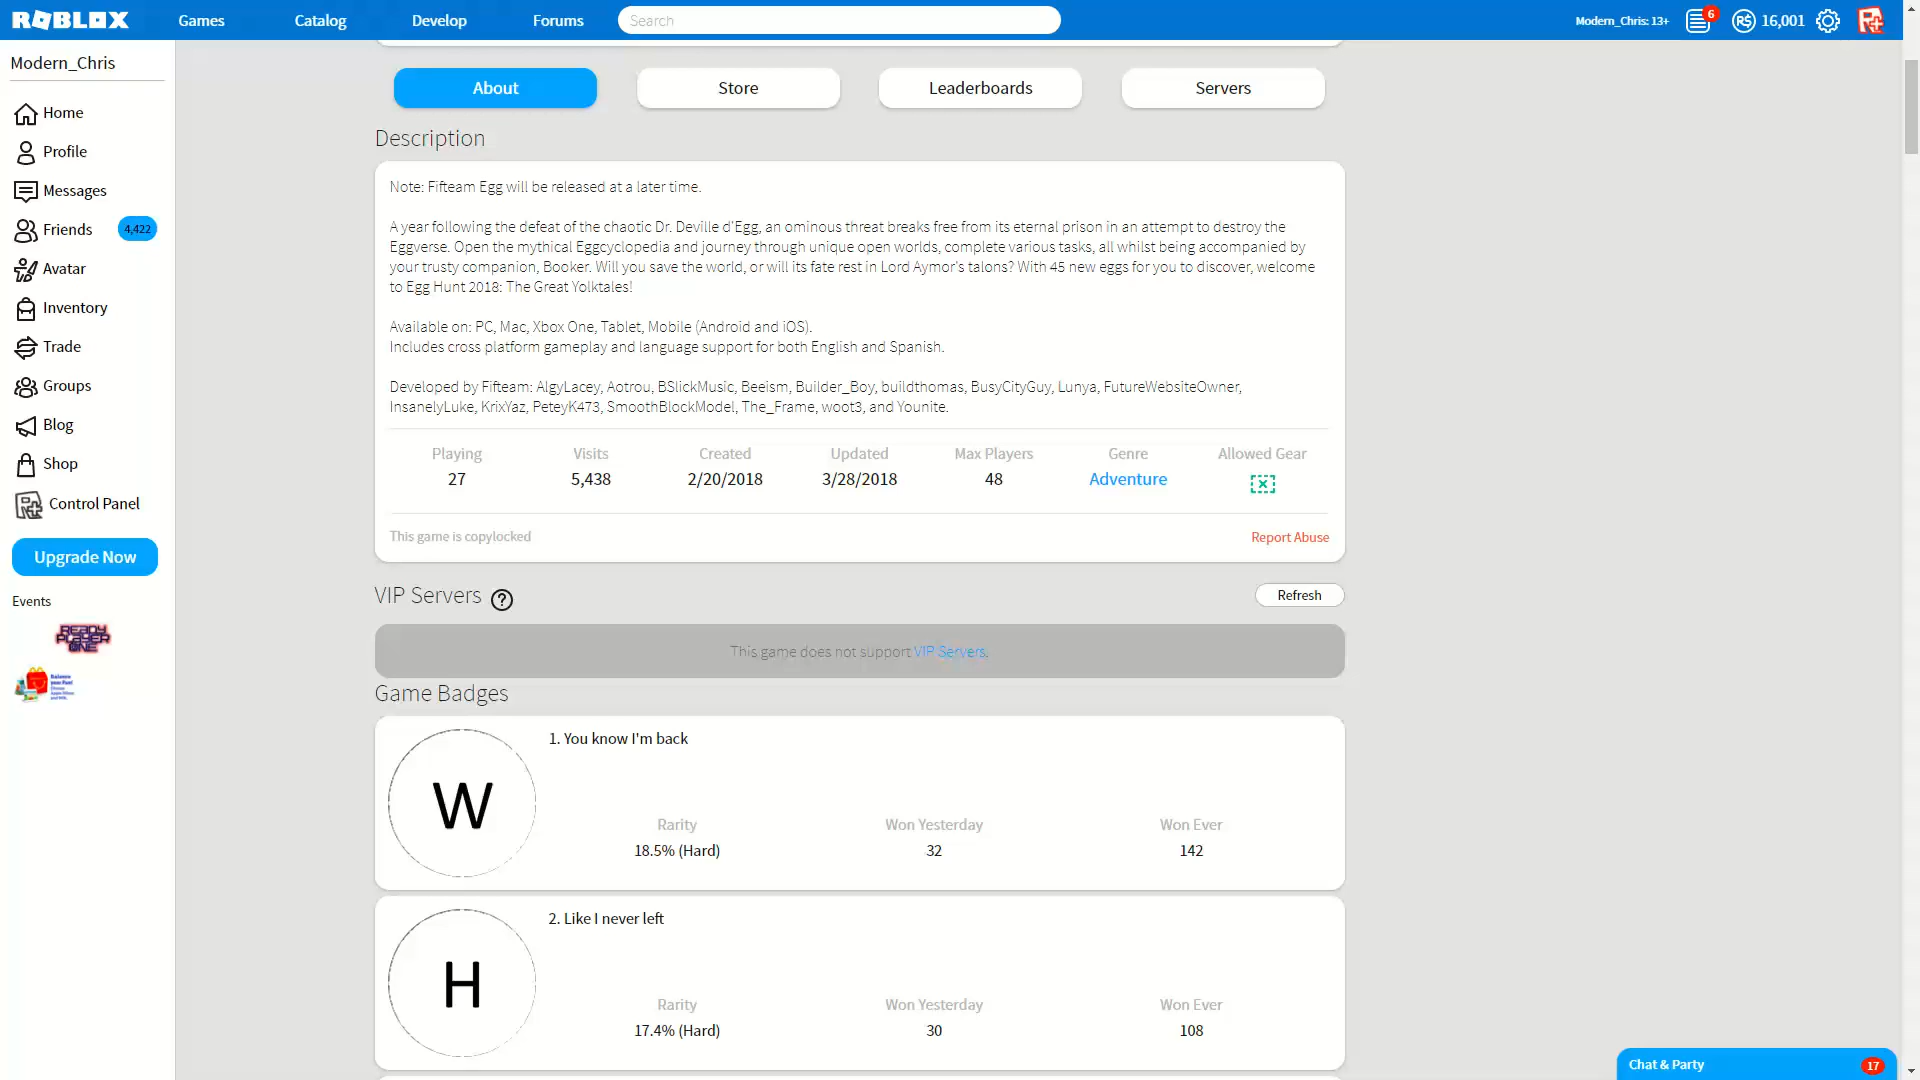 ROBLOX
Games
Catalog
Develop
Forums
Search
Modern_Chris: 13+
6
R$
16,001
R+
Modern_Chris
Home
Profile
Messages
Friends
4,422
Avatar
Inventory
Trade
Groups
Blog
Shop
R+
Control Panel
Upgrade Now
Events
READY
PLAYER
ONE
About
Store
Leaderboards
Servers
Description
Note: Fifteam Egg will be released at a later time.
A year following the defeat of the chaotic Dr. Deville d'Egg, an ominous threat breaks free from its eternal prison in an attempt to destroy the
Eggverse. Open the mythical Eggcyclopedia and journey through unique open worlds, complete various tasks, all whilst being accompanied by
your trusty companion, Booker. Will you save the world, or will its fate rest in Lord Aymor's talons? With 45 new eggs for you to discover, welcome
to Egg Hunt 2018: The Great Yolktales!
Available on: PC, Mac, Xbox One, Tablet, Mobile (Android and iOS).
Includes cross platform gameplay and language support for both English and Spanish.
Developed by Fifteam: AlgyLacey, Aotrou, BSlickMusic, Beeism, Builder_Boy, buildthomas, BusyCityGuy, Lunya, FutureWebsiteOwner,
InsanelyLuke, KrixYaz, PeteyK473, SmoothBlockModel, The_Frame, woot3, and Younite.
Playing
27
Visits
5,438
Created
2/20/2018
Updated
3/28/2018
Max Players
48
Genre
Adventure
Allowed Gear
This game is copylocked
Report Abuse
VIP Servers
?
Refresh
This game does not support VIP Servers.
Game Badges
W
1. You know I'm back
Rarity
18.5% (Hard)
Won Yesterday
32
Won Ever
142
H
2. Like I never left
Rarity
17.4% (Hard)
Won Yesterday
30
Won Ever
108
Chat & Party
17